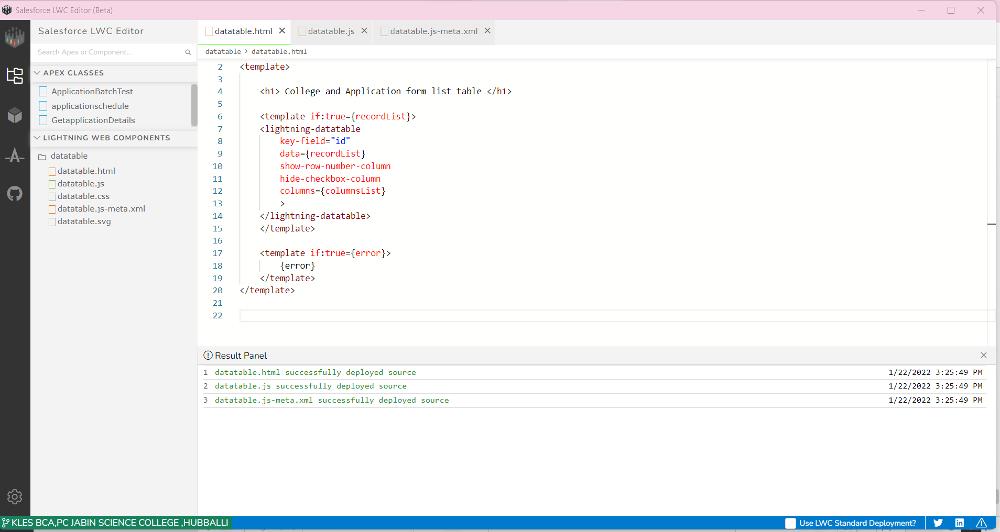 Salesforce LWC Editor (Beta)
Salesforce LWC Editor
Search Apex or Component...
APEX CLASSES
ApplicationBatchTest
applicationschedule
GetapplicationDetails
LIGHTNING WEB COMPONENTS
datatable
datatable.html
datatable.js
datatable.css
datatable.js-meta.xml
datatable.svg
datatable.html datatable.js datatable.js-meta.xml
datatable > datatable.html
2 <template>
3
4 <h1> College and Application form list table </h1>
5
6 <template if:true={recordList}>
7 <lightning-datatable
8 key-field="id"
9 data={recordList}
10 show-row-number-column
11 hide-checkbox-column
12 columns={columnsList}
13 >
14 </lightning-datatable>
15 </template>
16
17 <template if:true={error}>
18 {error}
19 </template>
20 </template>
21
22
Result Panel
1 datatable.html successfully deployed source 1/22/2022 3:25:49 PM
2 datatable.js successfully deployed source 1/22/2022 3:25:49 PM
3 datatable.js-meta.xml successfully deployed source 1/22/2022 3:25:49 PM
KLES BCA,PC JABIN SCIENCE COLLEGE ,HUBBALLI
Use LWC Standard Deployment?